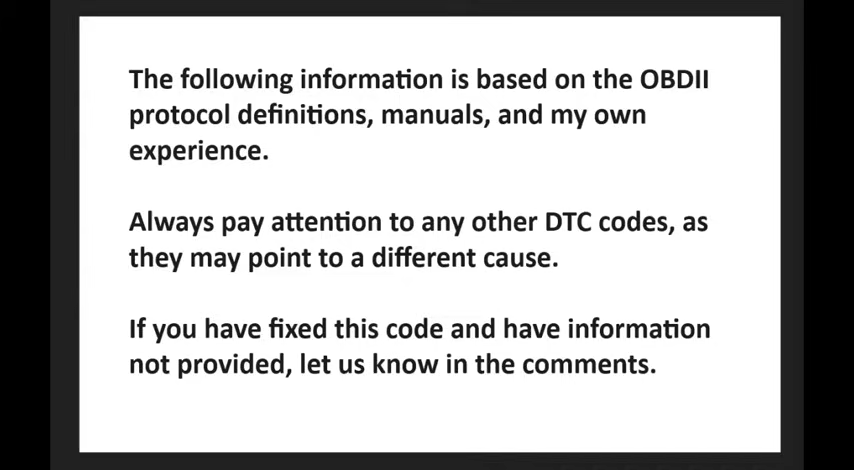 The following information is based on the OBDII
protocol definitions, manuals, and my own
experience.
Always pay attention to any other DTC codes, as
they may point to a different cause.
If you have fixed this code and have information
not provided, let us know in the comments.